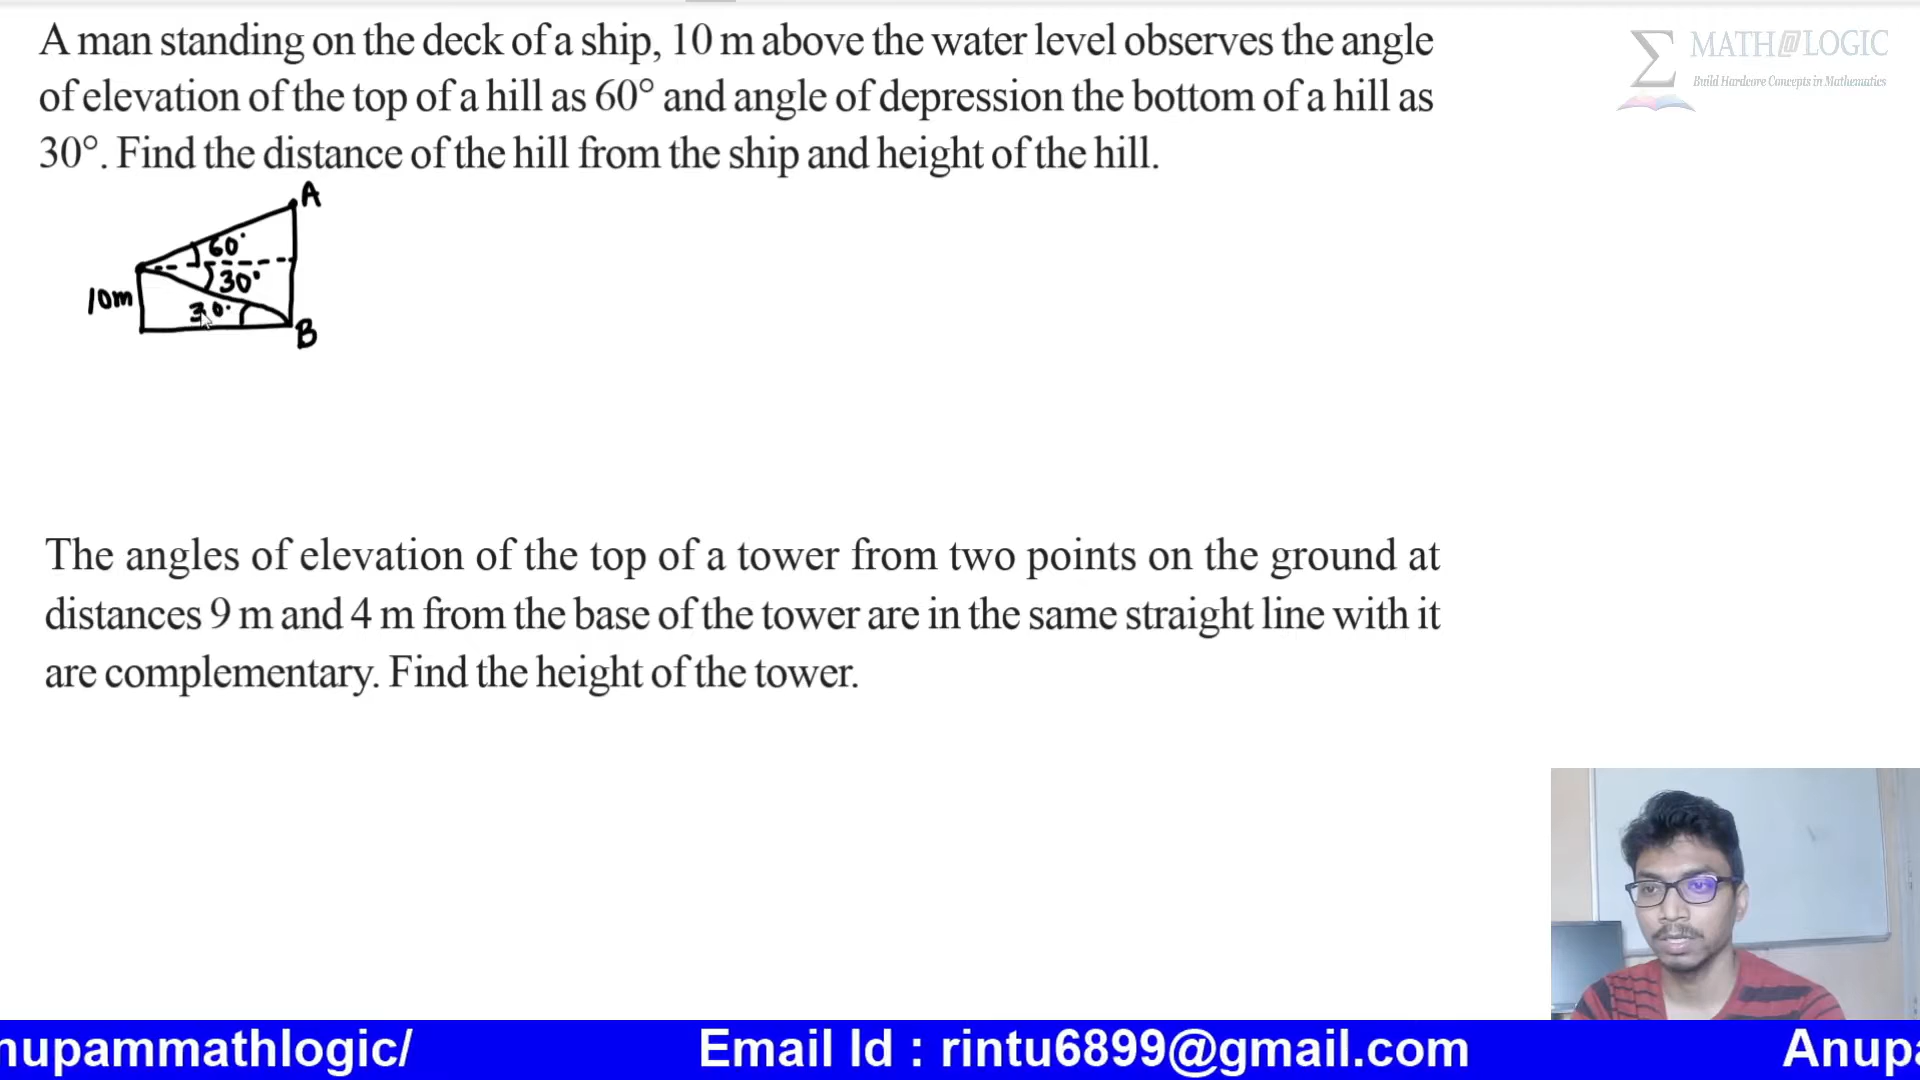 A man standing on the deck of a ship, 10 m above the water level observes the angle
of elevation of the top of a hill as 60° and angle of depression the bottom of a hill as
30°. Find the distance of the hill from the ship and height of the hill.
MATH@LOGIC
Build Hardcore Concepts in Mathematics
A
60°
30°
10m
30°
B
The angles of elevation of the top of a tower from two points on the ground at
distances 9 m and 4 m from the base of the tower are in the same straight line with it
are complementary. Find the height of the tower.
nupammathlogic/ Email Id : rintu6899@gmail.com Anupa